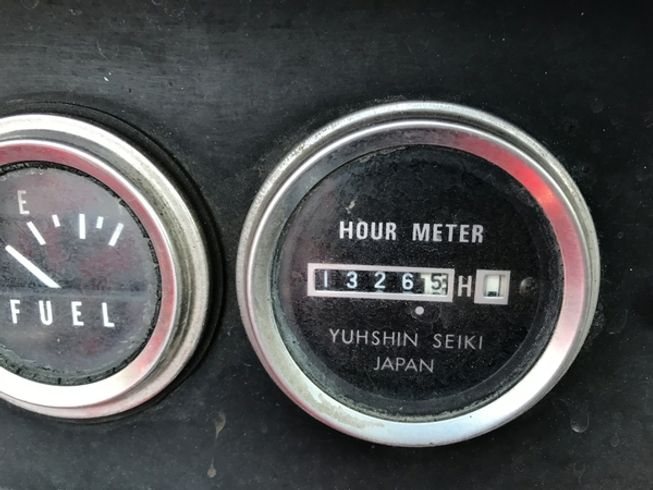 E
FUEL
HOUR METER
13265 H
YUHSHIN SEIKI
JAPAN